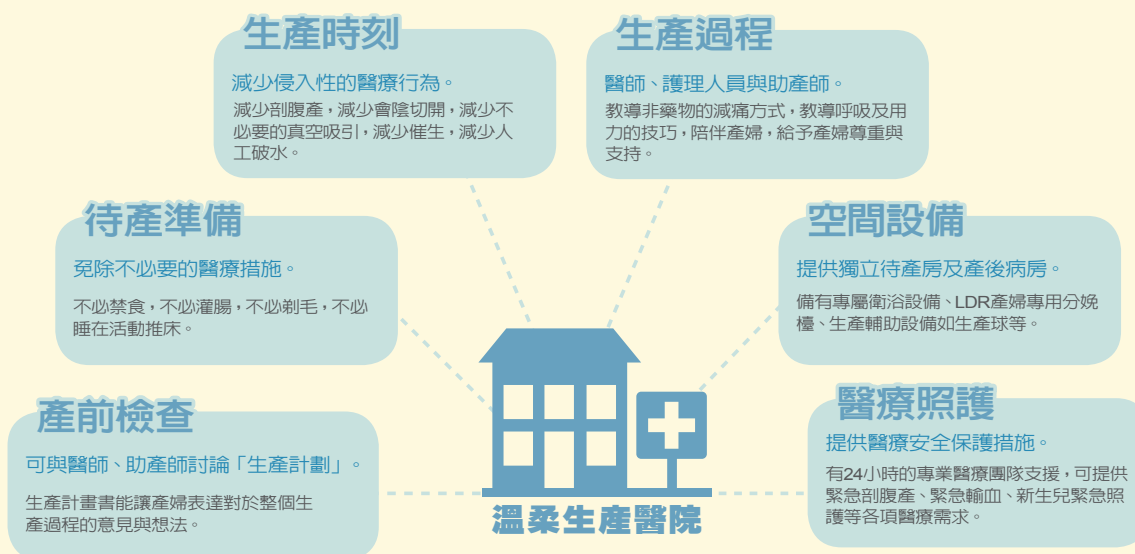 生產時刻
減少侵入性的醫療行為。
減少剖腹產，減少會陰切開，減少不
必要的真空吸引，減少催生，減少人
工破水。
生產過程
醫師、護理人員與助產師。
教導非藥物的減痛方式，教導呼吸及用
力的技巧，陪伴產婦，給予產婦尊重與
支持。
待產準備
免除不必要的醫療措施。
不必禁食，不必灌腸，不必剃毛，不必
睡在活動推床。
空間設備
提供獨立待產房及產後病房。
備有專屬衛浴設備、LDR產婦專用分娩
檯、生產輔助設備如生產球等。
產前檢查
可與醫師、助產師討論「生產計劃」。
生產計畫書能讓產婦表達對於整個生
產過程的意見與想法。
醫療照護
提供醫療安全保護措施。
有24小時的專業醫療團隊支援，可提供
緊急剖腹產、緊急輸血、新生兒緊急照
護等各項醫療需求。
溫柔生產醫院